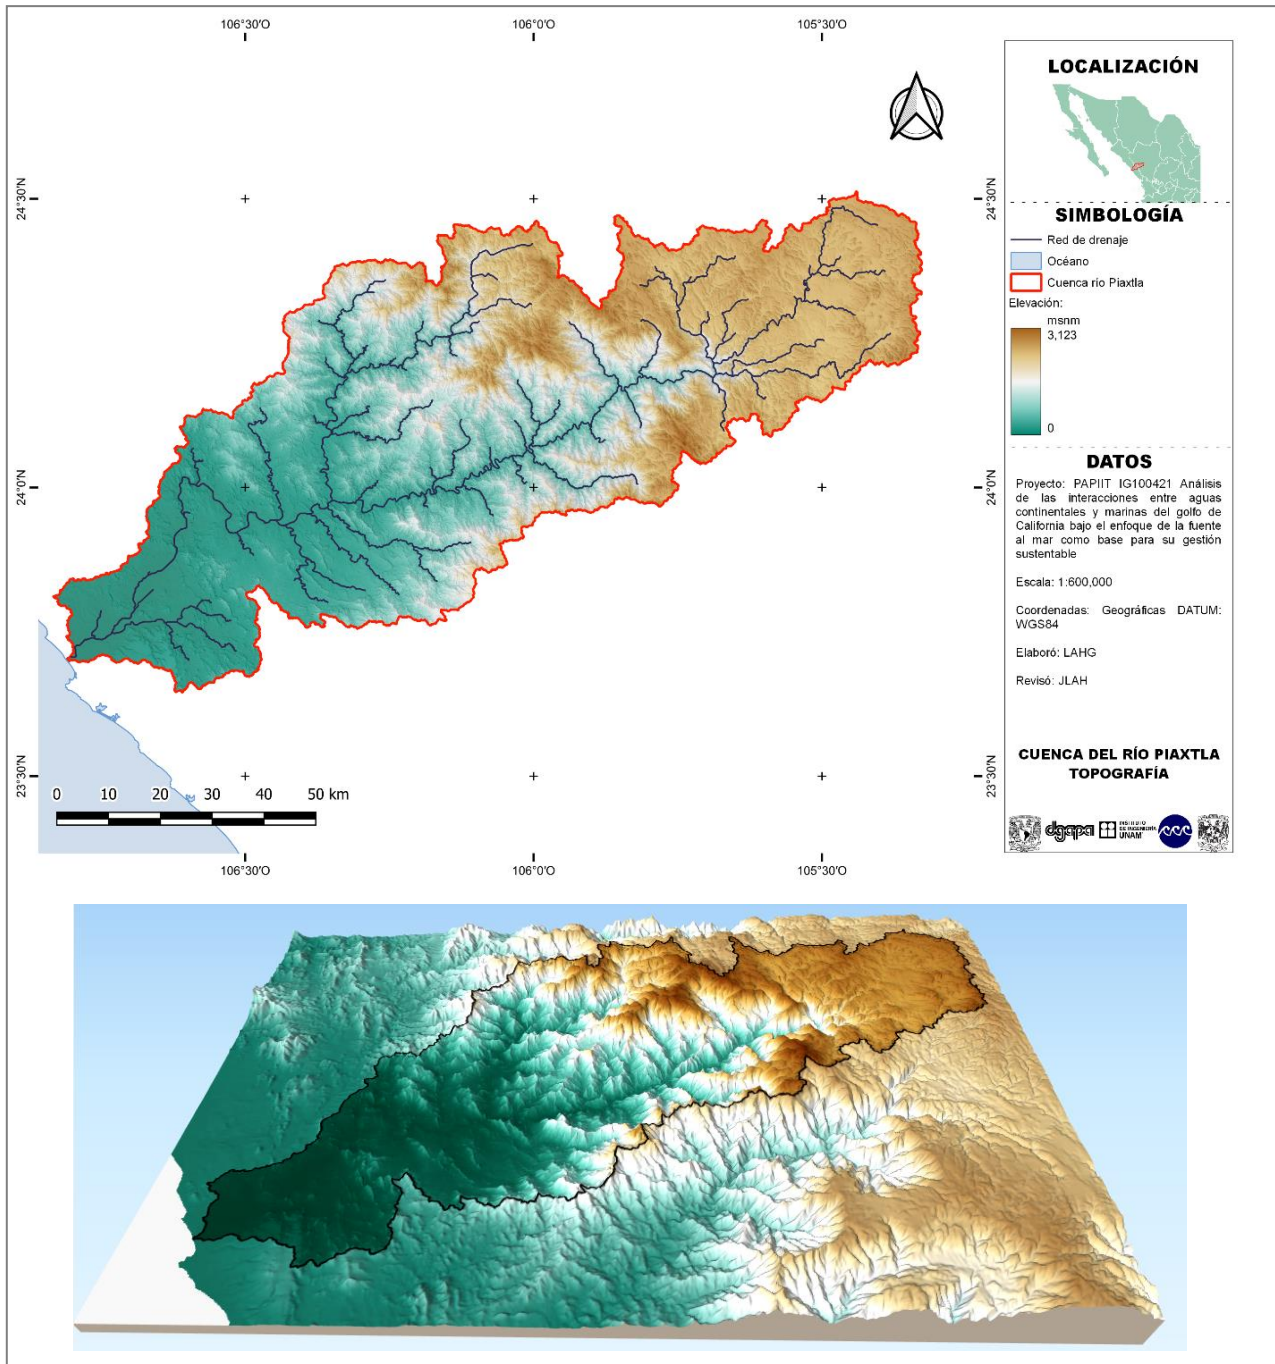 106°30'O
106°0'O
105°30'O
24°30'N
24°30'N
24°0'N
24°0'N
23°30'N
23°30'N
0 10 20 30 40 50 km
106°30'O
106°0'O
105°30'O
LOCALIZACIÓN
SIMBOLOGÍA
Red de drenaje
Océano
Cuenca río Piaxtla
Elevación:
msnm
3,123
0
DATOS
Proyecto: PAPIIT IG100421 Análisis
de las interacciones entre aguas
continentales y marinas del golfo de
California bajo el enfoque de la fuente
al mar como base para su gestión
sustentable
Escala: 1:600,000
Coordenadas: Geográficas DATUM:
WGS84
Elaboró: LAHG
Revisó: JLAH
CUENCA DEL RÍO PIAXTLA
TOPOGRAFÍA
dgapa
INSTITUTO
DE INGENIERÍA
UNAM